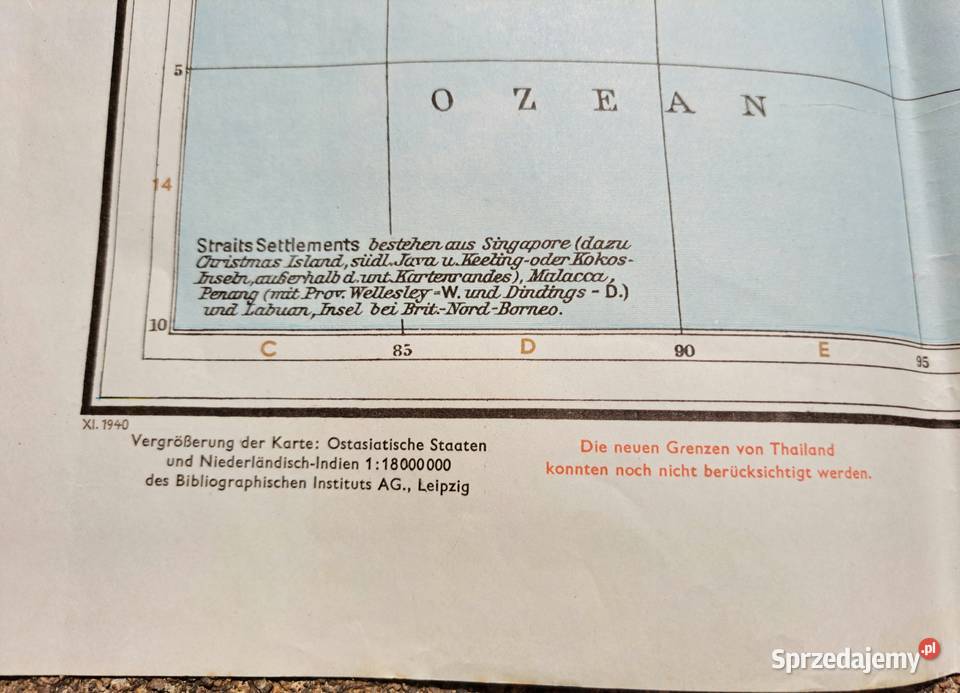 5
O Z E A N
14
Straits Settlements bestehen aus Singapore (dazu
Christmas Island, südl. Java u. Keeling- oder Kokos-
Inseln, außerhalb d. unt. Kartenrandes), Malacca,
Penang (mit Prov. Wellesley = W. und Dindings - D.)
und Labuan, Insel bei Brit.-Nord-Borneo.
10
C 85 D 90 E 95
XI. 1940
Vergrößerung der Karte: Ostasiatische Staaten
und Niederländisch-Indien 1:18000000
des Bibliographischen Instituts AG., Leipzig
Die neuen Grenzen von Thailand
konnten noch nicht berücksichtigt werden.
Sprzedajemy.pl